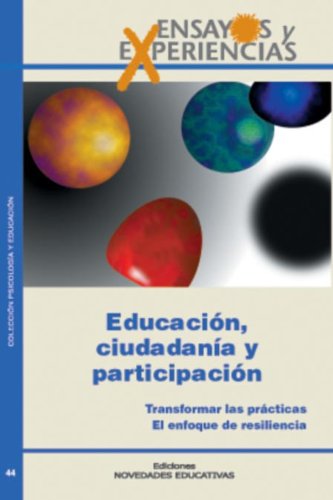 ENSAYOS y
EXPERIENCIAS
COLECCIÓN PSICOLOGÍA Y EDUCACIÓN
Educación,
ciudadanía y
participación
Transformar las prácticas
El enfoque de resiliencia
44
Ediciones
NOVEDADES EDUCATIVAS